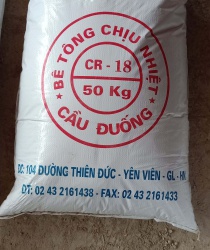 ★ BÊ TÔNG CHỊU NHIỆT ★
CR - 18
50 Kg
CẦU ĐUỐNG
ĐC: 104 ĐƯỜNG THIÊN ĐỨC - YÊN VIÊN - GL - HN
ĐT: 02 43 2161438 - FAX: 02 43 2161433